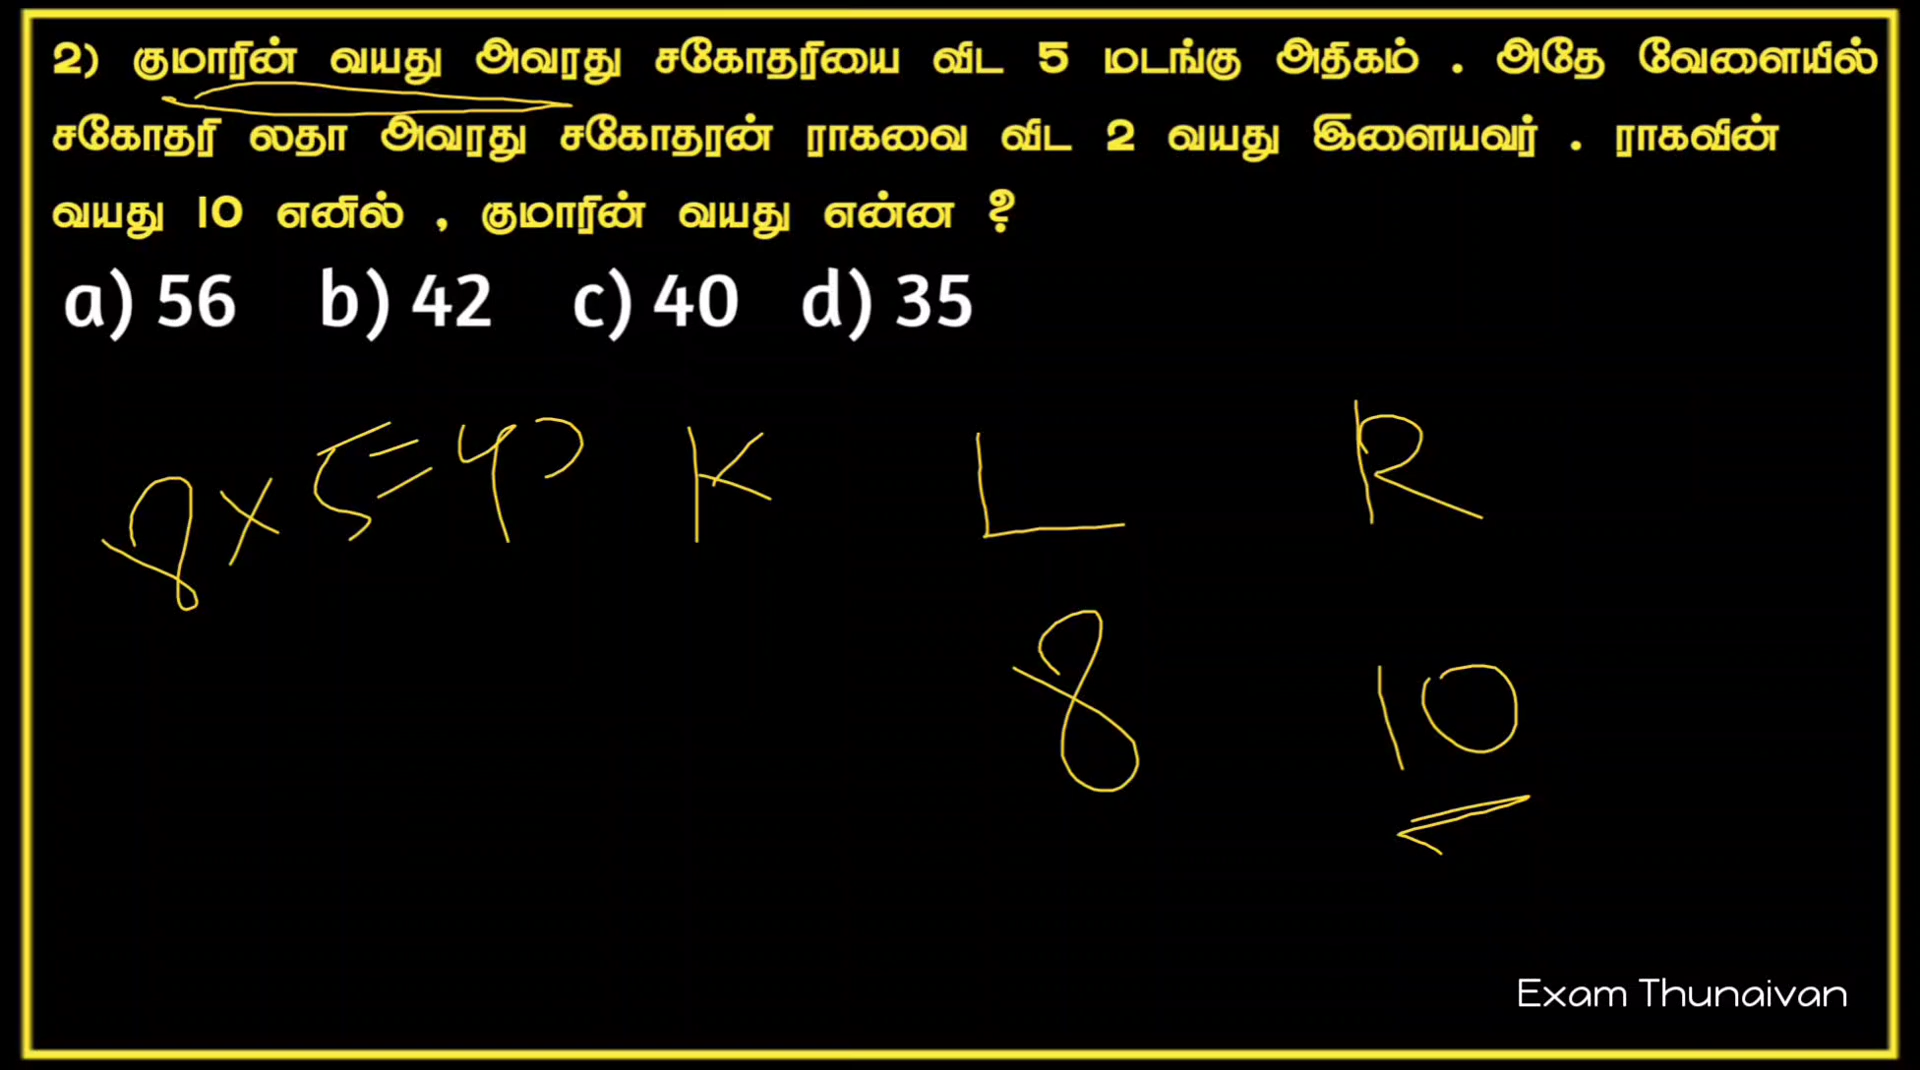 2) குமாரின் வயது அவரது சகோதரியை விட 5 மடங்கு அதிகம் . அதே வேளையில்
சகோதரி லதா அவரது சகோதரன் ராகவை விட 2 வயது இளையவர் . ராகவின்
வயது 10 எனில் , குமாரின் வயது என்ன ?
a) 56 b) 42 c) 40 d) 35
8 x 5 = 40 K L R
8 10
Exam Thunaivan